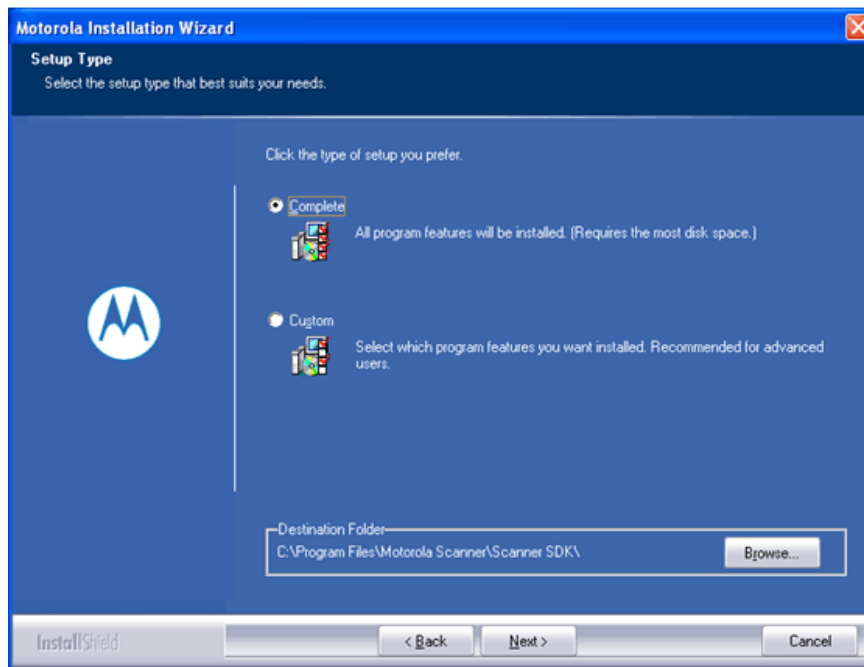 Motorola Installation Wizard
Setup Type
Select the setup type that best suits your needs.
Click the type of setup you prefer.
Complete
All program features will be installed. (Requires the most disk space.)
Custom
Select which program features you want installed. Recommended for advanced
users.
Destination Folder
C:\Program Files\Motorola Scanner\Scanner SDK\
Browse...
InstallShield
< Back
Next >
Cancel